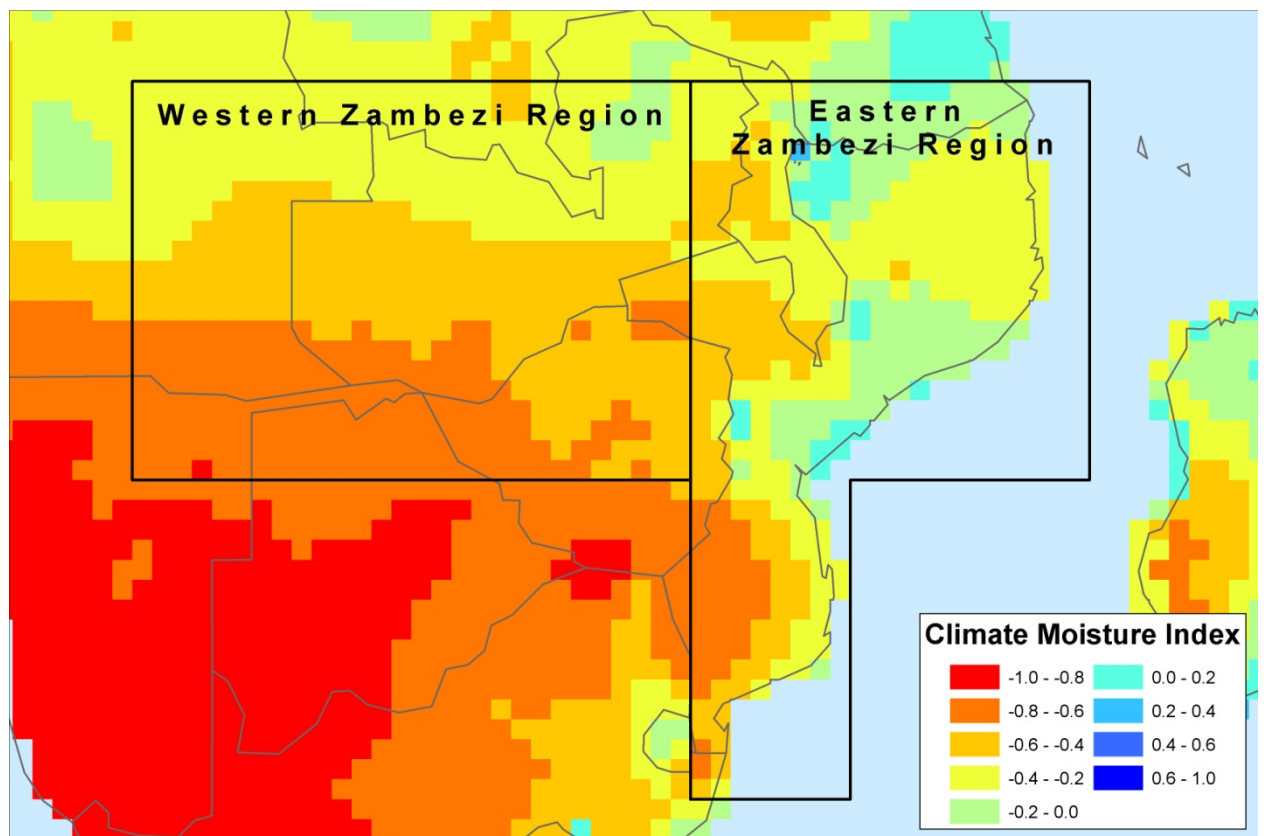 Western Zambezi Region
Eastern
Zambezi Region
Climate Moisture Index
-1.0 - -0.8
-0.8 - -0.6
-0.6 - -0.4
-0.4 - -0.2
-0.2 - 0.0
0.0 - 0.2
0.2 - 0.4
0.4 - 0.6
0.6 - 1.0